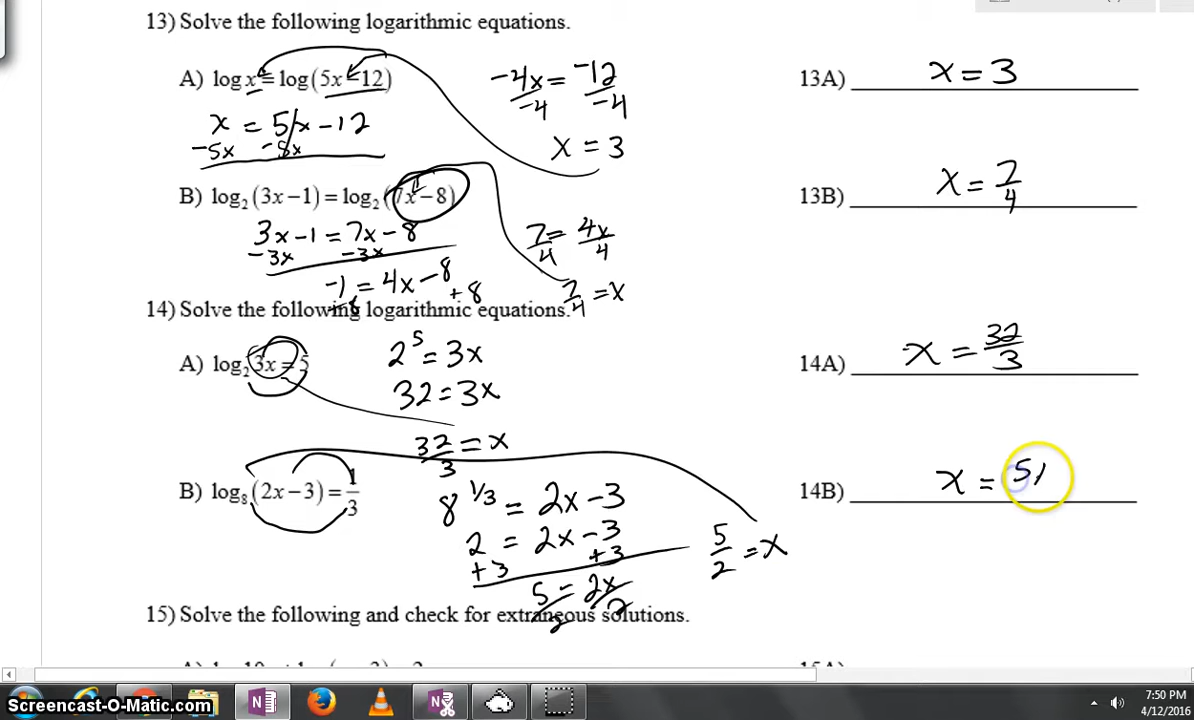 13) Solve the following logarithmic equations.
A) log x = log(5x − 12)
x = 5x − 12
−5x −5x
−4x = −12
−4 −4
x = 3
13A) x = 3
B) log₂(3x − 1) = log₂(7x − 8)
3x − 1 = 7x − 8
−3x −3x
−1 = 4x − 8
+8 +8
7/4 = 4x/4
7/4 = x
13B) x = 7/4
14) Solve the following logarithmic equations.
A) log₂ 3x = 5
2⁵ = 3x
32 = 3x
32/3 = x
14A) x = 32/3
B) log₈(2x − 3) = 1/3
8^1/3 = 2x − 3
2 = 2x − 3
+3 +3
5/2 = 2x/2
5/2 = x
14B) x = 5/
15) Solve the following and check for extraneous solutions.
Screencast-O-Matic.com
7:50 PM
4/12/2016